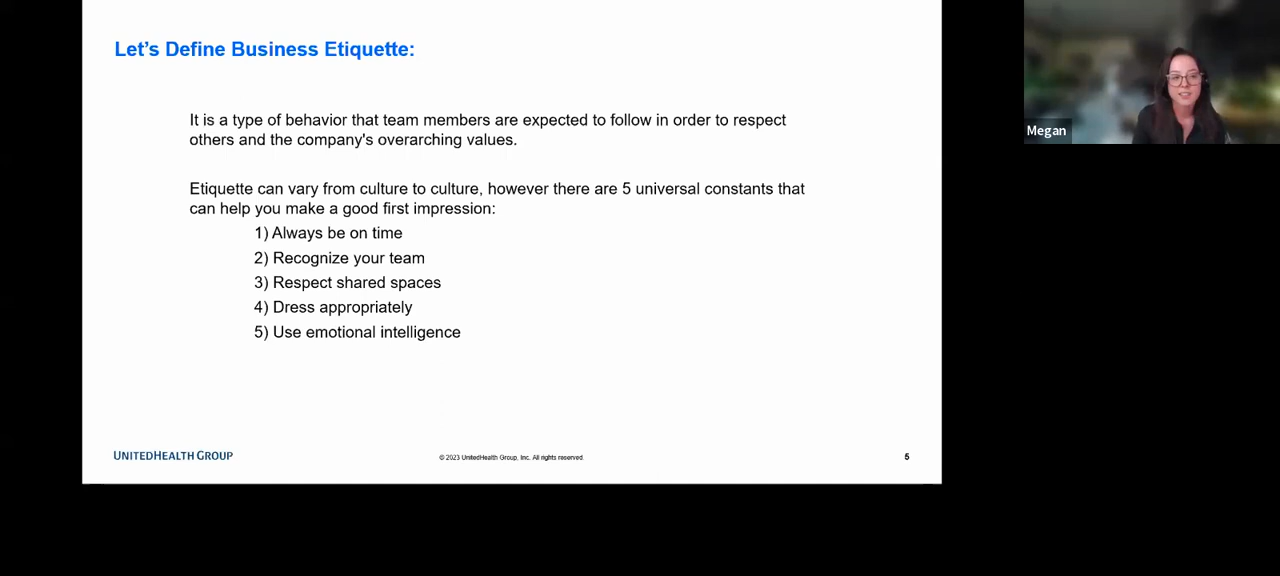 Let’s Define Business Etiquette:
It is a type of behavior that team members are expected to follow in order to respect
others and the company's overarching values.
Etiquette can vary from culture to culture, however there are 5 universal constants that
can help you make a good first impression:
1) Always be on time
2) Recognize your team
3) Respect shared spaces
4) Dress appropriately
5) Use emotional intelligence
UNITEDHEALTH GROUP
© 2023 UnitedHealth Group, Inc. All rights reserved.
5
Megan